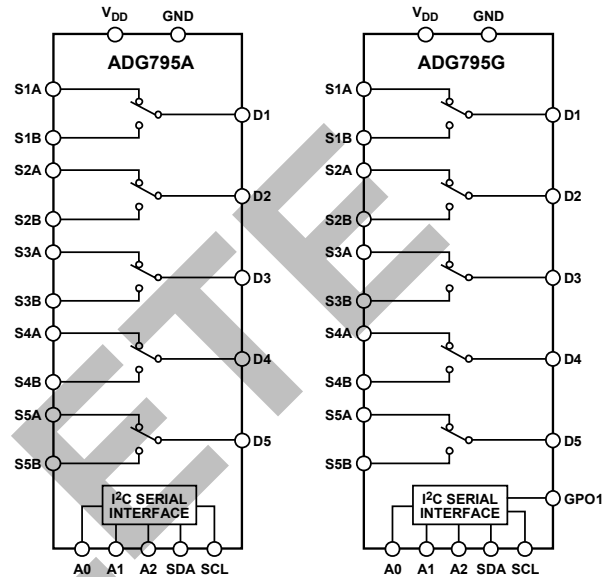 VDD GND
ADG795A
S1A
D1
S1B
S2A
D2
S2B
S3A
D3
S3B
S4A
D4
S4B
S5A
D5
S5B
I2C SERIAL
INTERFACE
A0 A1 A2 SDA SCL
VDD GND
ADG795G
S1A
D1
S1B
S2A
D2
S2B
S3A
D3
S3B
S4A
D4
S4B
S5A
D5
S5B
I2C SERIAL
INTERFACE
GPO1
A0 A1 A2 SDA SCL
ETE